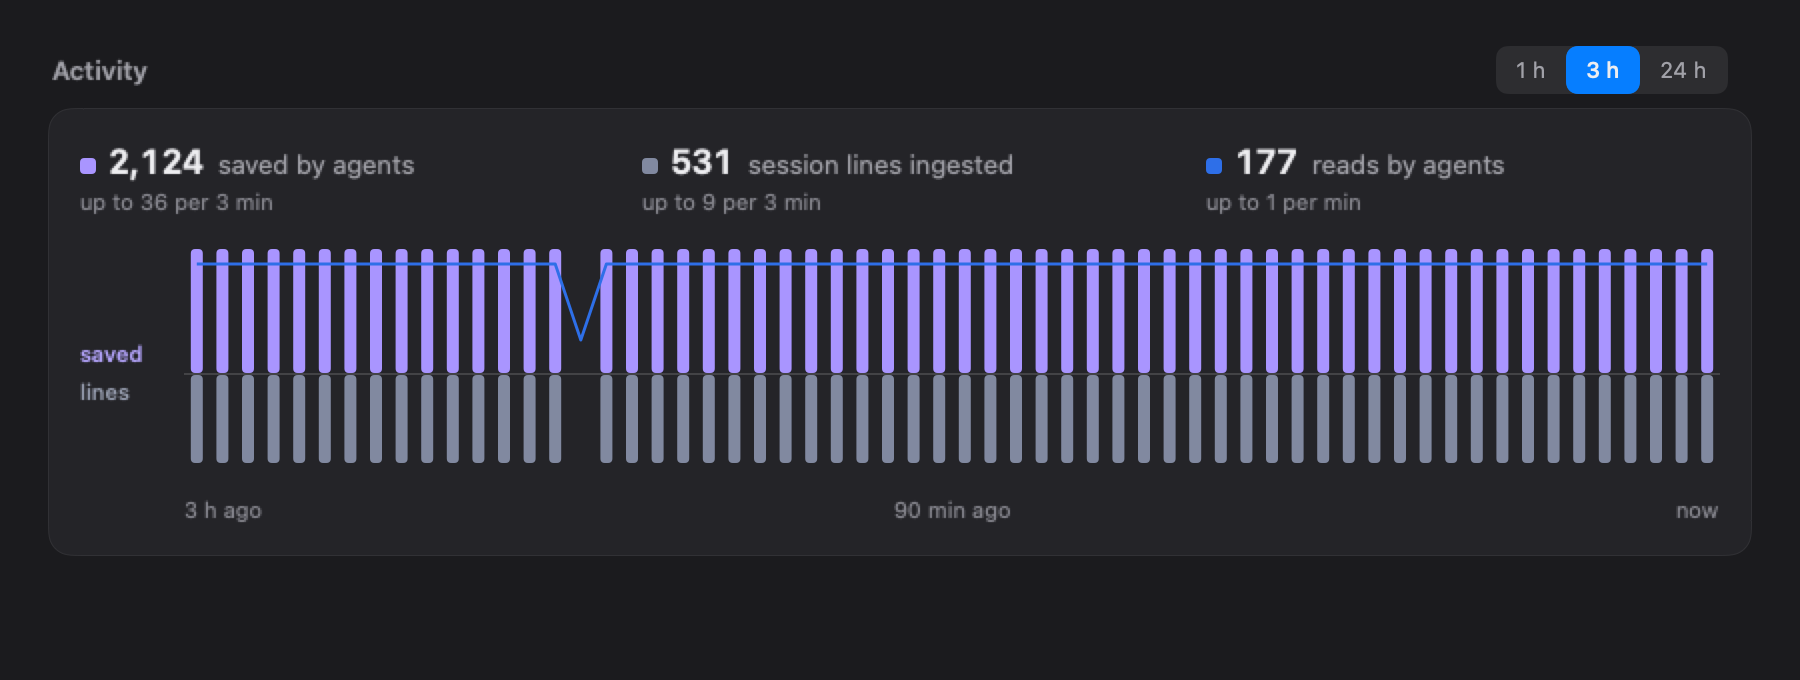 Activity
1 h 3 h 24 h
2,124 saved by agents
up to 36 per 3 min
531 session lines ingested
up to 9 per 3 min
177 reads by agents
up to 1 per min
saved
lines
3 h ago 90 min ago now